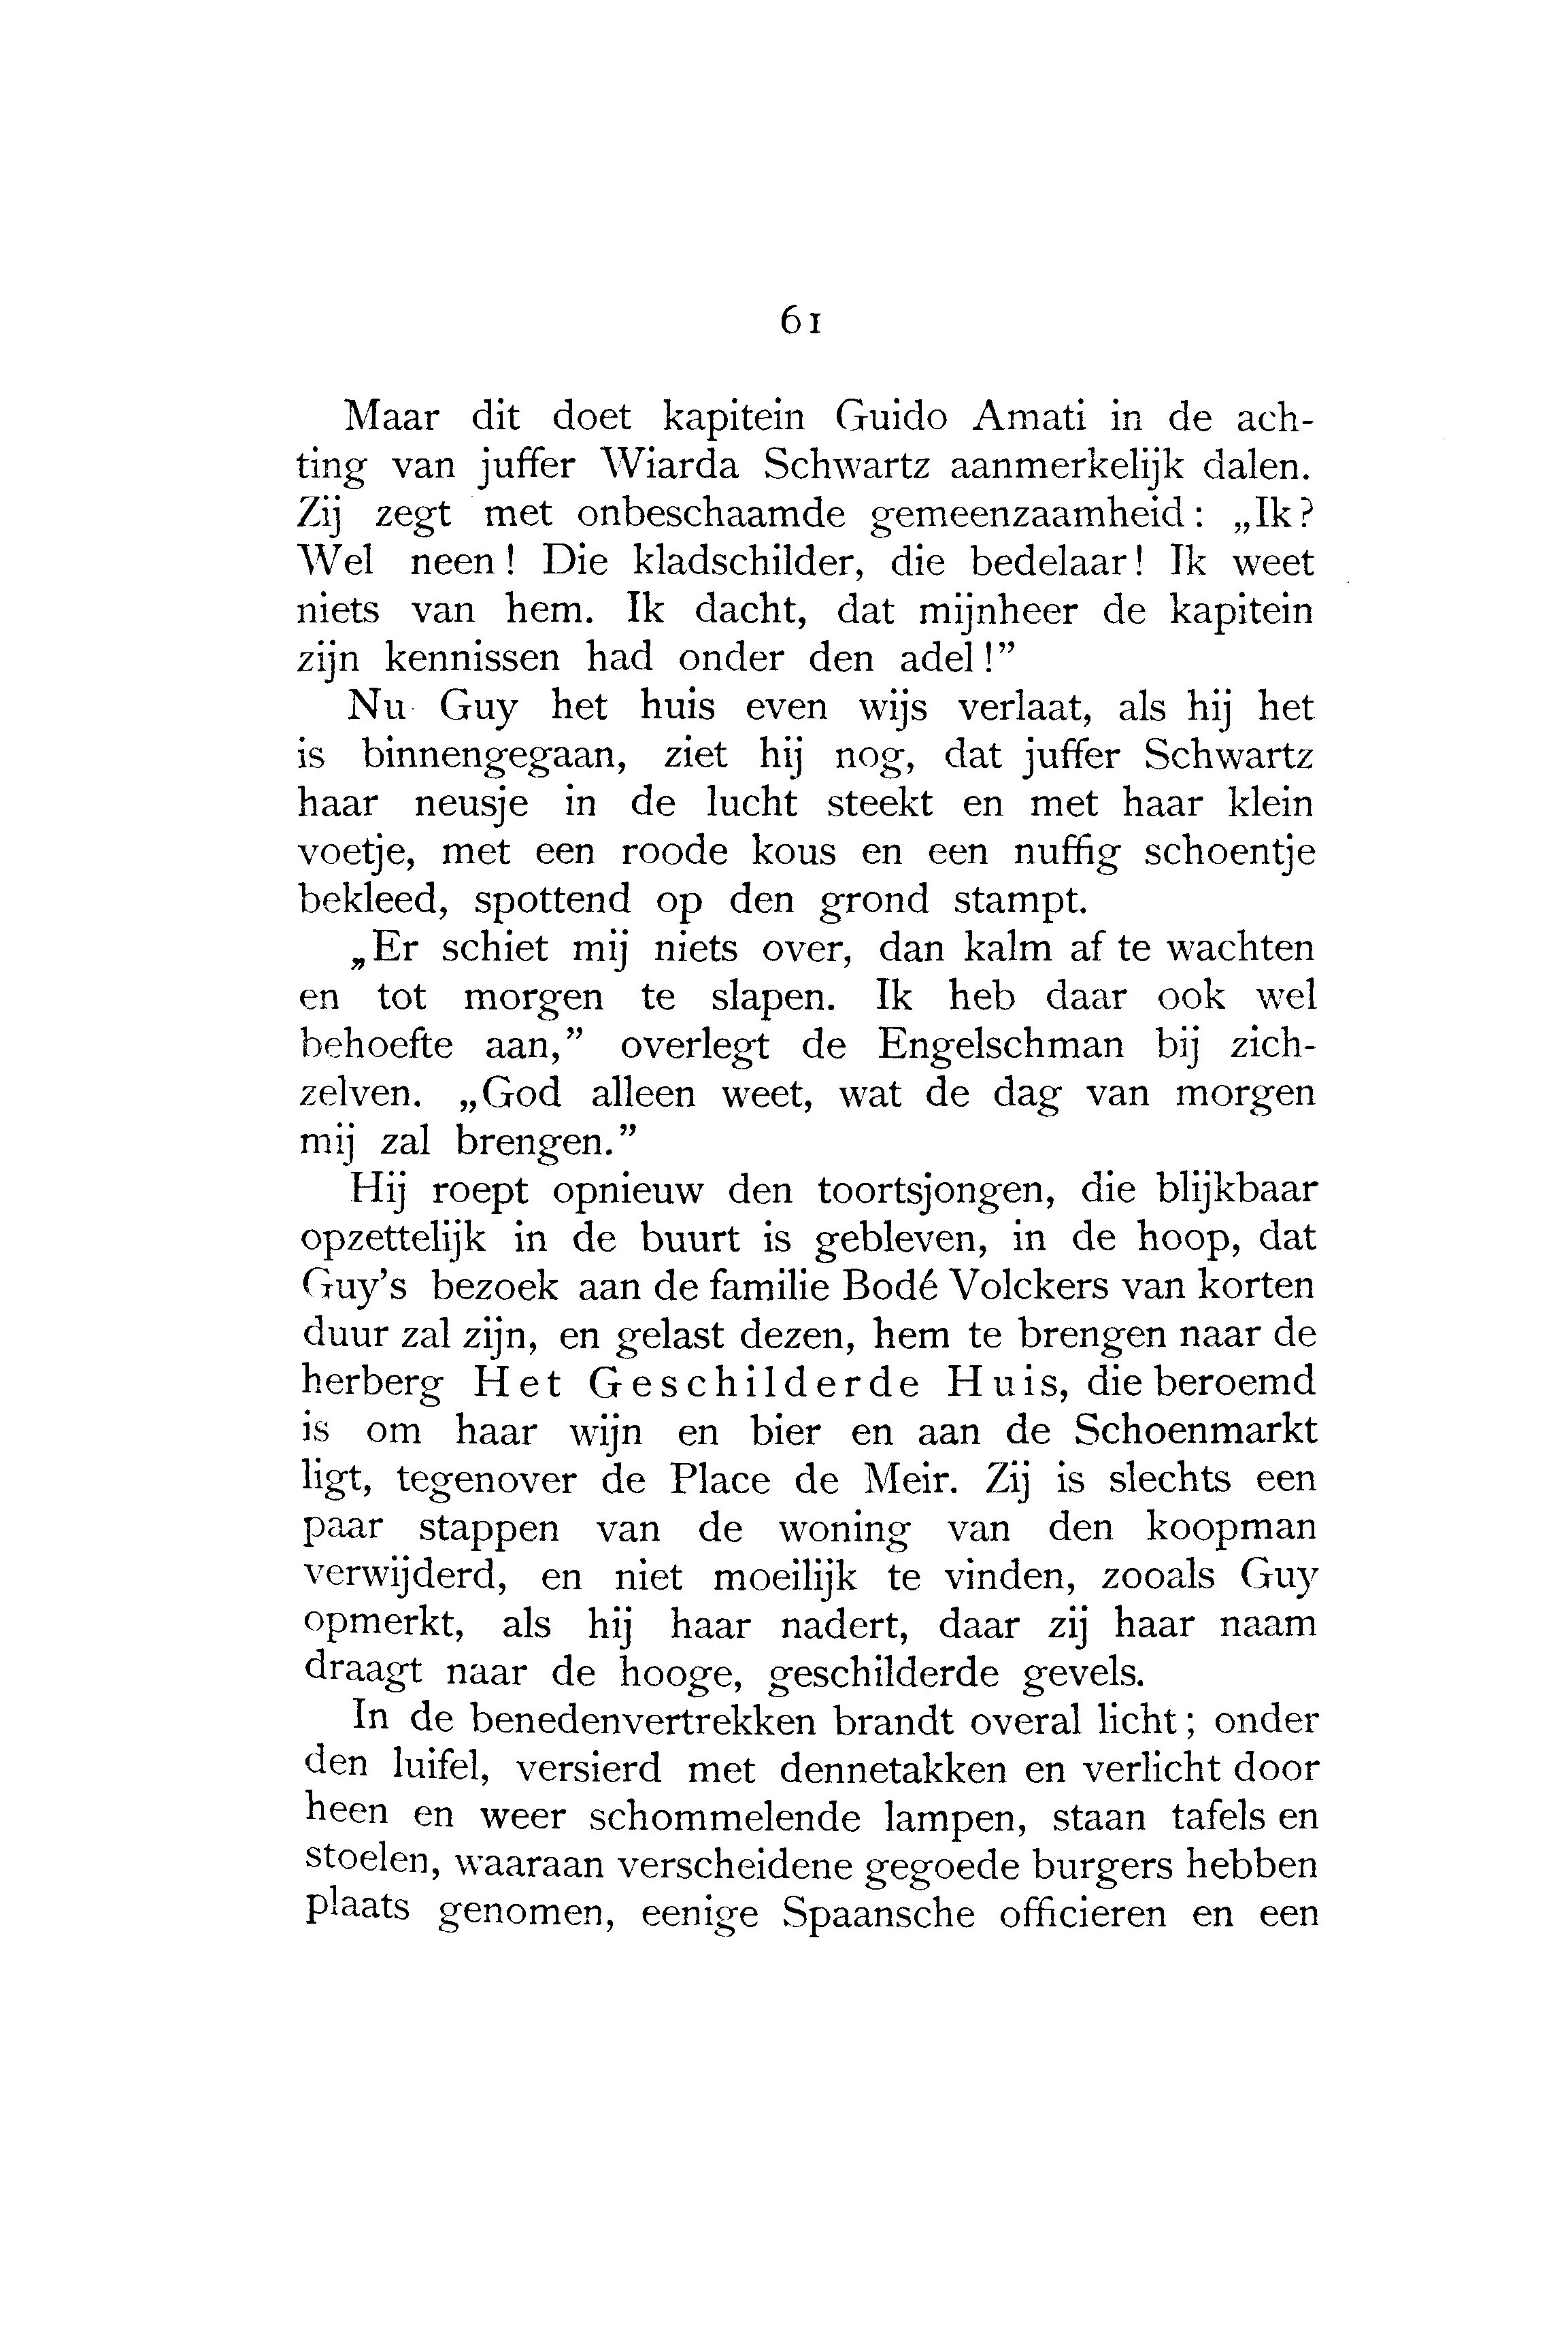 61
Maar dit doet kapitein Guido Amati in de ach-
ting van juffer Wiarda Schwartz aanmerkelijk dalen.
Zij zegt met onbeschaamde gemeenzaamheid: „Ik?
Wel neen! Die kladschilder, die bedelaar! Ik weet
niets van hem. Ik dacht, dat mijnheer de kapitein
zijn kennissen had onder den adel!”
Nu Guy het huis even wijs verlaat, als hij het
is binnengegaan, ziet hij nog, dat juffer Schwartz
haar neusje in de lucht steekt en met haar klein
voetje, met een roode kous en een nuffig schoentje
bekleed, spottend op den grond stampt.
„Er schiet mij niets over, dan kalm af te wachten
en tot morgen te slapen. Ik heb daar ook wel
behoefte aan,” overlegt de Engelschman bij zich-
zelven. „God alleen weet, wat de dag van morgen
mij zal brengen.”
Hij roept opnieuw den toortsjongen, die blijkbaar
opzettelijk in de buurt is gebleven, in de hoop, dat
Guy's bezoek aan de familie Bodé Volckers van korten
duur zal zijn, en gelast dezen, hem te brengen naar de
herberg Het Geschilderde Huis, die beroemd
is om haar wijn en bier en aan de Schoenmarkt
ligt, tegenover de Place de Meir. Zij is slechts een
paar stappen van de woning van den koopman
verwijderd, en niet moeilijk te vinden, zooals Guy
opmerkt, als hij haar nadert, daar zij haar naam
draagt naar de hooge, geschilderde gevels.
In de benedenvertrekken brandt overal licht; onder
den luifel, versierd met dennetakken en verlicht door
heen en weer schommelende lampen, staan tafels en
stoelen, waaraan verscheidene gegoede burgers hebben
plaats genomen, eenige Spaansche officieren en een